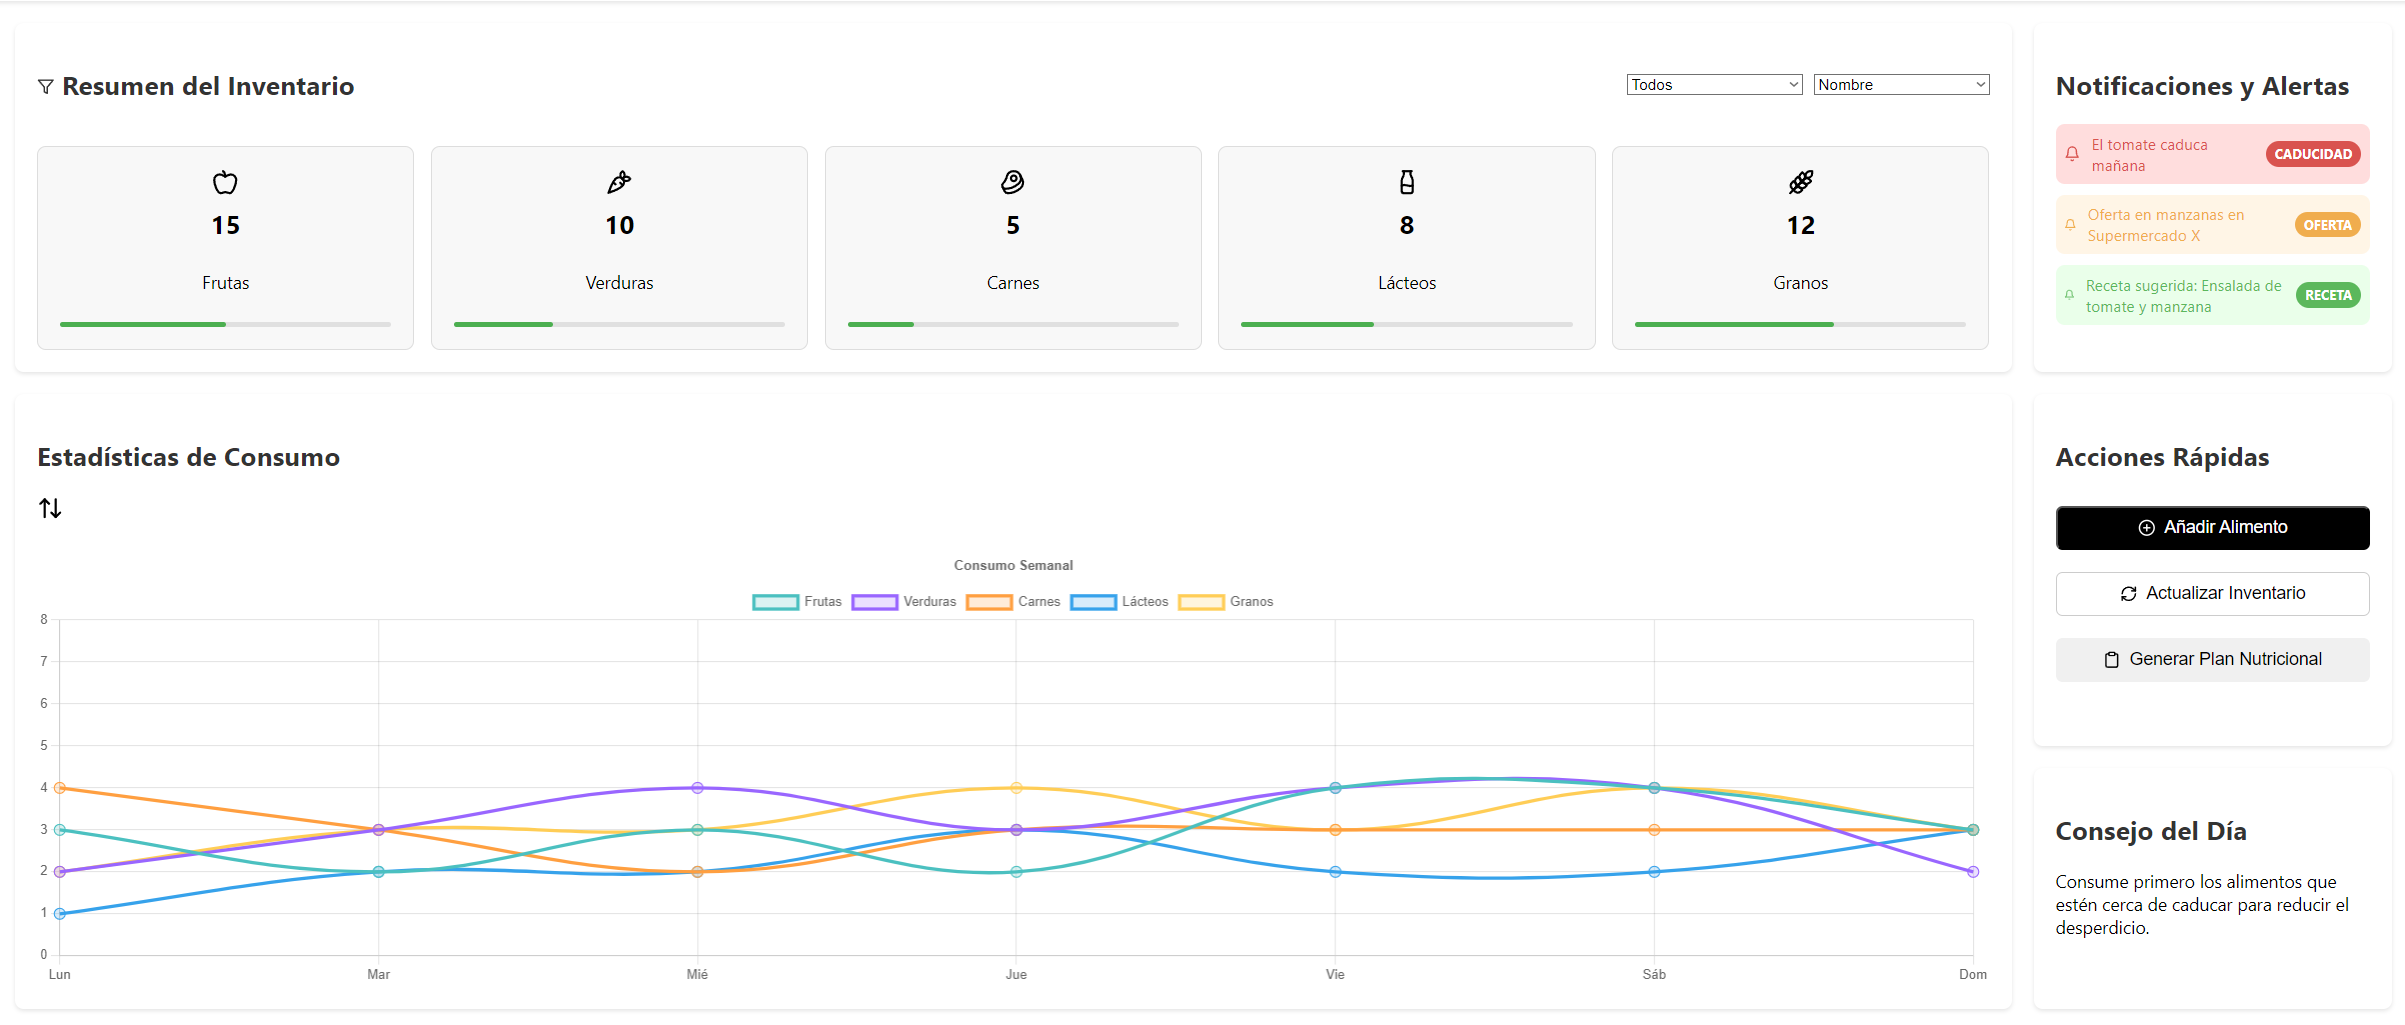 Resumen del Inventario
Todos
Nombre
15
Frutas
10
Verduras
5
Carnes
8
Lácteos
12
Granos
Notificaciones y Alertas
El tomate caduca
mañana
CADUCIDAD
Oferta en manzanas en
Supermercado X
OFERTA
Receta sugerida: Ensalada de
tomate y manzana
RECETA
Estadísticas de Consumo
Consumo Semanal
Frutas
Verduras
Carnes
Lácteos
Granos
8
7
6
5
4
3
2
1
0
Lun
Mar
Mié
Jue
Vie
Sáb
Dom
Acciones Rápidas
Añadir Alimento
Actualizar Inventario
Generar Plan Nutricional
Consejo del Día
Consume primero los alimentos que
estén cerca de caducar para reducir el
desperdicio.